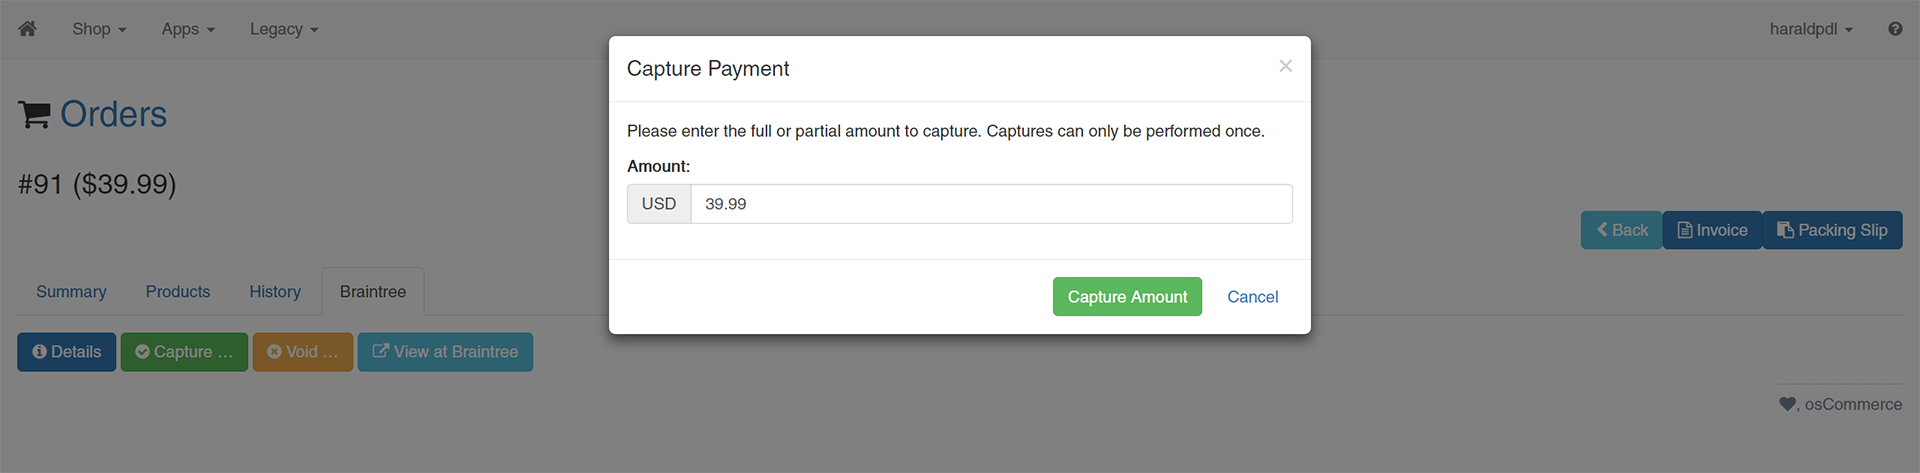 Shop Apps Legacy haraldpdl
Capture Payment
×
Please enter the full or partial amount to capture. Captures can only be performed once.
Amount:
USD 39.99
Capture Amount Cancel
Orders
#91 ($39.99)
Back Invoice Packing Slip
Summary Products History Braintree
Details Capture ... Void ... View at Braintree
, osCommerce